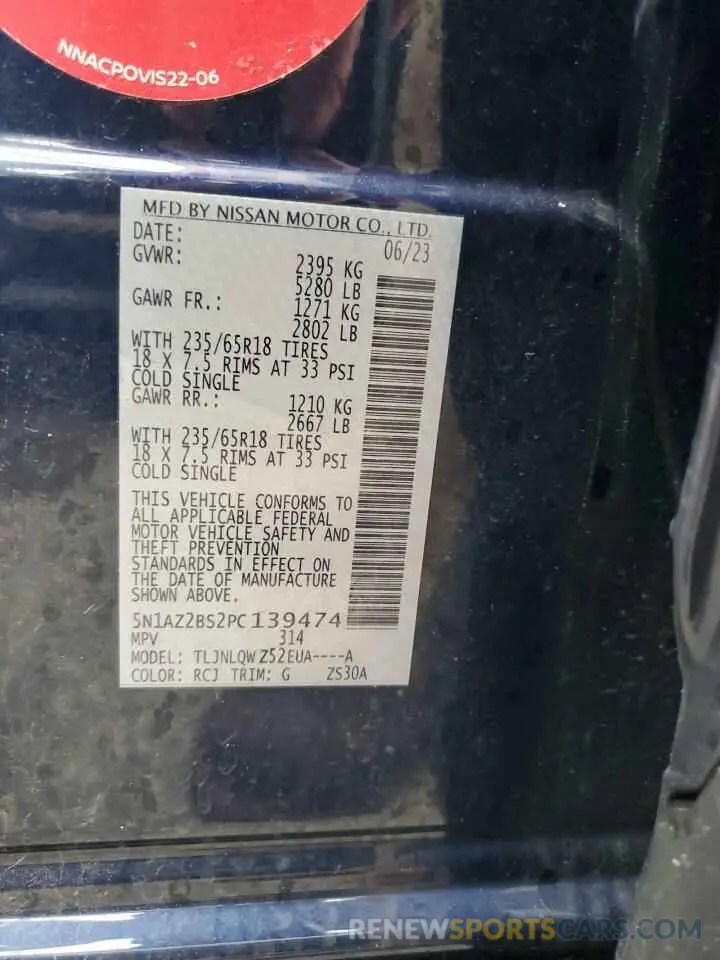 NNACPOVIS22-06
MFD BY NISSAN MOTOR CO., LTD.
DATE: 06/23
GVWR: 2395 KG
5280 LB
GAWR FR.: 1271 KG
2802 LB
WITH 235/65R18 TIRES
18 X 7.5 RIMS AT 33 PSI
COLD SINGLE
GAWR RR.: 1210 KG
2667 LB
WITH 235/65R18 TIRES
18 X 7.5 RIMS AT 33 PSI
COLD SINGLE
THIS VEHICLE CONFORMS TO
ALL APPLICABLE FEDERAL
MOTOR VEHICLE SAFETY AND
THEFT PREVENTION
STANDARDS IN EFFECT ON
THE DATE OF MANUFACTURE
SHOWN ABOVE.
5N1AZ2BS2PC139474
MPV 314
MODEL: TLJNLQW Z52EUA----A
COLOR: RCJ TRIM: G ZS30A
RENEWSPORTSCARS.COM